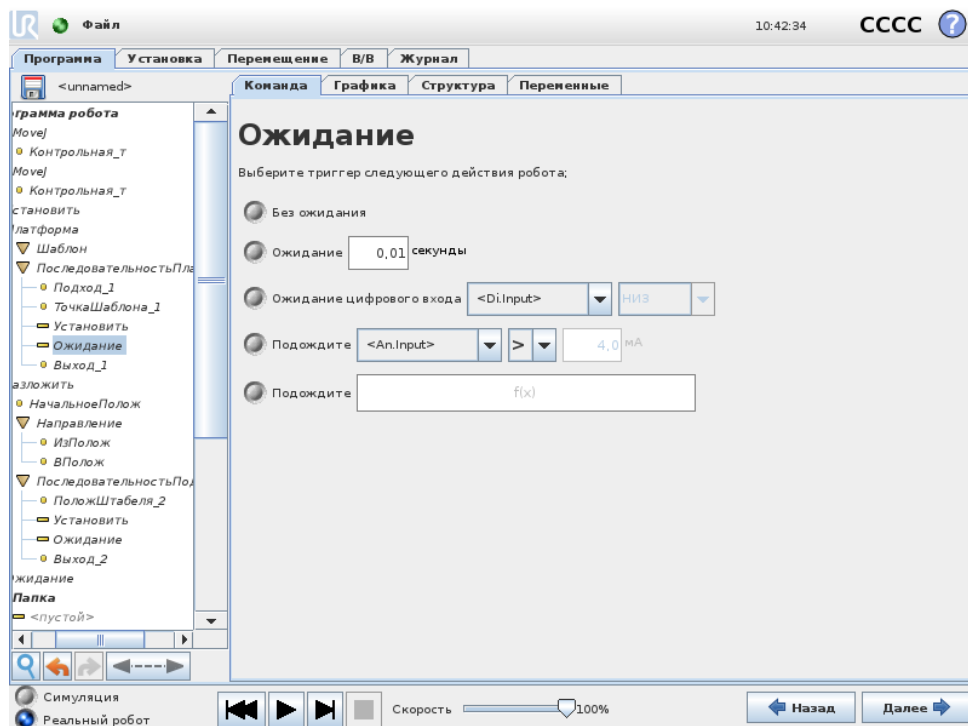 UR Файл 10:42:34 CCCC ?
Программа Установка Перемещение В/В Журнал
<unnamed>
Команда Графика Структура Переменные
грамма робота
MoveJ
Контрольная_т
MoveJ
Контрольная_т
становить
латформа
Шаблон
ПоследовательностьПла
Подход_1
ТочкаШаблона_1
Установить
Ожидание
Выход_1
азложить
НачальноеПолож
Направление
ИзПолож
ВПолож
ПоследовательностьПод
ПоложШтабеля_2
Установить
Ожидание
Выход_2
жидание
Папка
<пустой>
Ожидание
Выберите триггер следующего действия робота;
Без ожидания
Ожидание 0,01 секунды
Ожидание цифрового входа <Di.Input> НИЗ
Подождите <An.Input> > 4,0 мА
Подождите f(x)
Симуляция
Реальный робот
Скорость 100%
Назад Далее